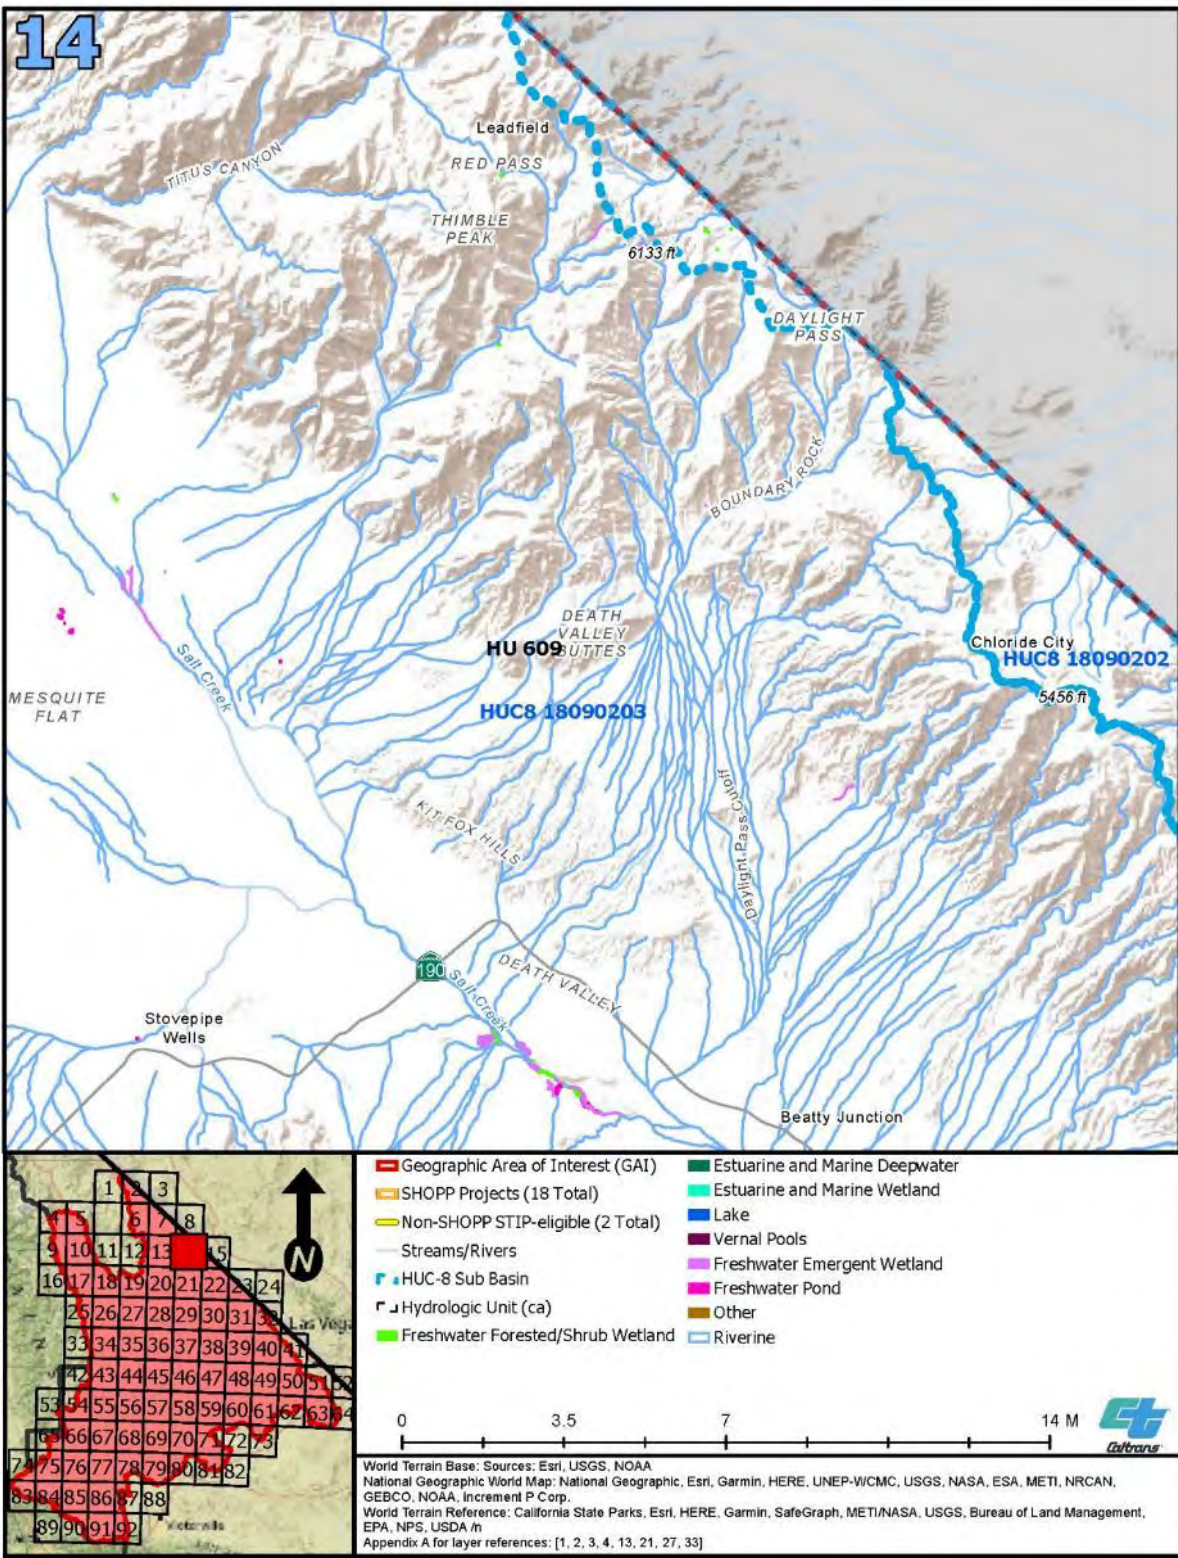 14
Leadfield
TITUS CANYON
RED PASS
THIMBLE
PEAK
6133 ft
DAYLIGHT
PASS
BOUNDARY ROCK
DEATH
VALLEY
BUTTES
HU 609
Chloride City
HUC8 18090202
5456 ft
Salt Creek
MESQUITE
FLAT
HUC8 18090203
KIT FOX HILLS
Daylight Pass Cutoff
190
Salt Creek
DEATH VALLEY
Stovepipe
Wells
Beatty Junction
1 2 3
4 5 6 7 8
9 10 11 12 13 15
16 17 18 19 20 21 22 23 24
25 26 27 28 29 30 31 32
Las Vega
33 34 35 36 37 38 39 40 41
42 43 44 45 46 47 48 49 50 51 52
53 54 55 56 57 58 59 60 61 62 63 64
65 66 67 68 69 70 71 72 73
74 75 76 77 78 79 80 81 82
83 84 85 86 87 88
89 90 91 92
Victorville
N
Geographic Area of Interest (GAI)
SHOPP Projects (18 Total)
Non-SHOPP STIP-eligible (2 Total)
Streams/Rivers
HUC-8 Sub Basin
Hydrologic Unit (ca)
Freshwater Forested/Shrub Wetland
Estuarine and Marine Deepwater
Estuarine and Marine Wetland
Lake
Vernal Pools
Freshwater Emergent Wetland
Freshwater Pond
Other
Riverine
0 3.5 7 14 M
Caltrans
World Terrain Base: Sources: Esri, USGS, NOAA
National Geographic World Map: National Geographic, Esri, Garmin, HERE, UNEP-WCMC, USGS, NASA, ESA, METI, NRCAN,
GEBCO, NOAA, Increment P Corp.
World Terrain Reference: California State Parks, Esri, HERE, Garmin, SafeGraph, METI/NASA, USGS, Bureau of Land Management,
EPA, NPS, USDA /n
Appendix A for layer references: [1, 2, 3, 4, 13, 21, 27, 33]